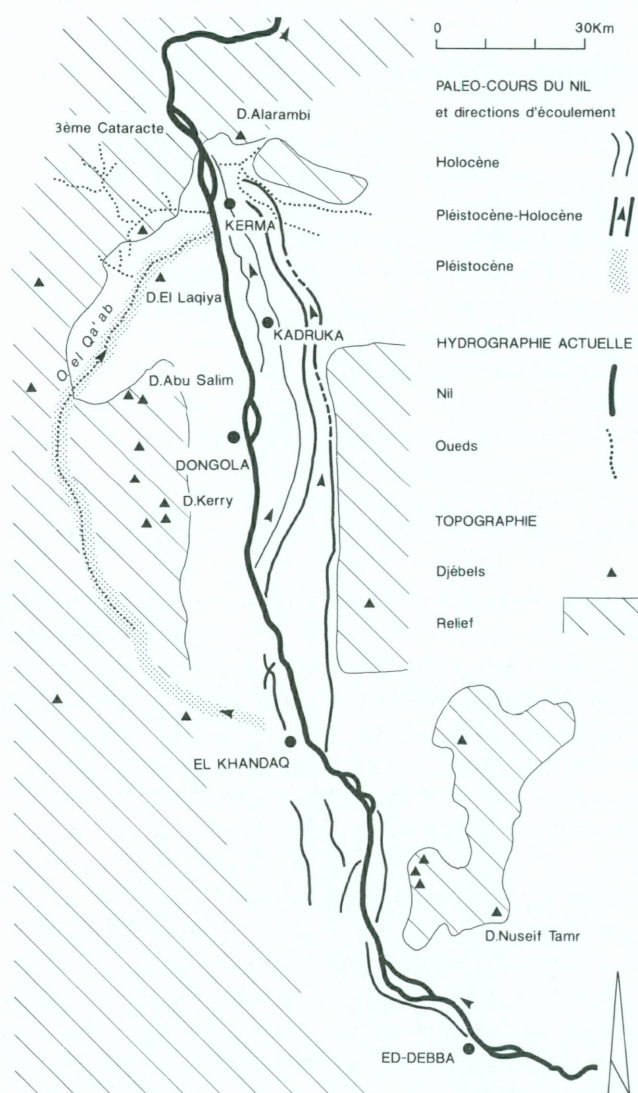 0
30Km
PALEO-COURS DU NIL
et directions d'écoulement
Holocène
Pléistocène-Holocène
Pléistocène
HYDROGRAPHIE ACTUELLE
Nil
Oueds
TOPOGRAPHIE
Djébels
Relief
D.Alarambi
3ème Cataracte
KERMA
D.El Laqiya
O. el Qa'ab
KADRUKA
D.Abu Salim
DONGOLA
D.Kerry
EL KHANDAQ
D.Nuseif Tamr
ED-DEBBA